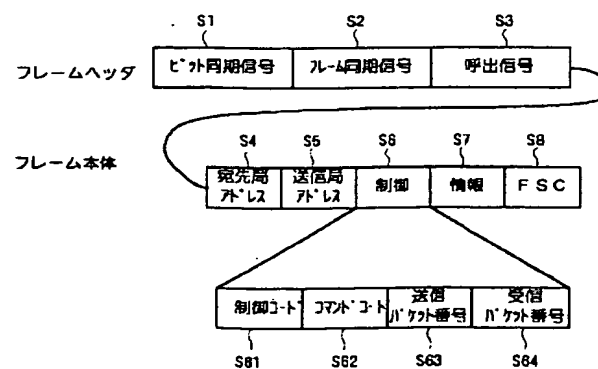 S1
S2
S3
フレームヘッダ
ビット同期信号
フレーム同期信号
呼出信号
S4
S5
S6
S7
S8
フレーム本体
宛先局
アドレス
送信局
アドレス
制御
情報
FSC
制御コード
コマンドコード
送信
パケット番号
受信
パケット番号
S61
S62
S63
S64